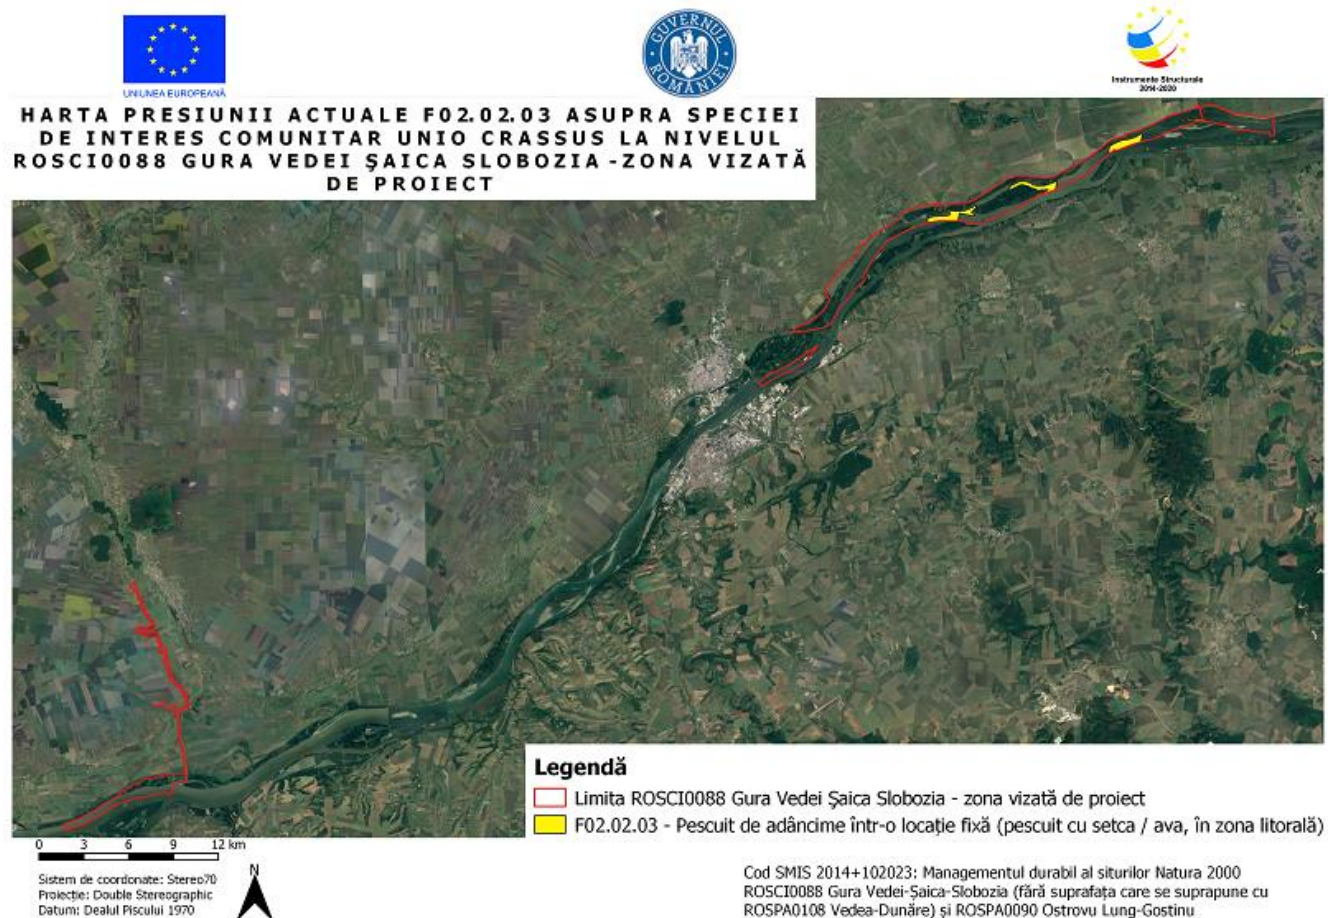 UNIUNEA EUROPEANĂ
GUVERNUL ROMÂNIEI
Instrumente Structurale
2014-2020
HARTA PRESIUNII ACTUALE F02.02.03 ASUPRA SPECIEI
DE INTERES COMUNITAR UNIO CRASSUS LA NIVELUL
ROSCI0088 GURA VEDEI ŞAICA SLOBOZIA -ZONA VIZATĂ
DE PROIECT
Legendă
Limita ROSCI0088 Gura Vedei Şaica Slobozia - zona vizată de proiect
F02.02.03 - Pescuit de adâncime într-o locație fixă (pescuit cu setca / ava, în zona litorală)
0 3 6 9 12 km
N
Sistem de coordonate: Stereo70
Proiecție: Double Stereographic
Datum: Dealul Piscului 1970
Cod SMIS 2014+102023: Managementul durabil al siturilor Natura 2000
ROSCI0088 Gura Vedei-Şaica-Slobozia (fără suprafața care se suprapune cu
ROSPA0108 Vedea-Dunăre) și ROSPA0090 Ostrovu Lung-Gostinu